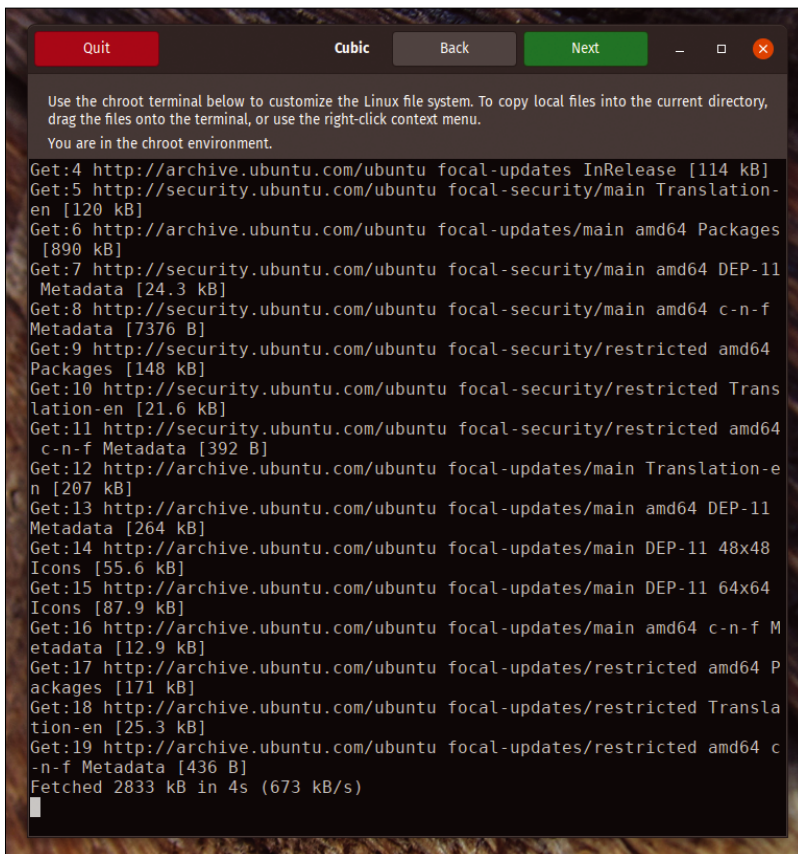 Quit Cubic Back Next
Use the chroot terminal below to customize the Linux file system. To copy local files into the current directory,
drag the files onto the terminal, or use the right-click context menu.
You are in the chroot environment.
Get:4 http://archive.ubuntu.com/ubuntu focal-updates InRelease [114 kB]
Get:5 http://security.ubuntu.com/ubuntu focal-security/main Translation-
en [120 kB]
Get:6 http://archive.ubuntu.com/ubuntu focal-updates/main amd64 Packages
 [890 kB]
Get:7 http://security.ubuntu.com/ubuntu focal-security/main amd64 DEP-11
 Metadata [24.3 kB]
Get:8 http://security.ubuntu.com/ubuntu focal-security/main amd64 c-n-f
Metadata [7376 B]
Get:9 http://security.ubuntu.com/ubuntu focal-security/restricted amd64
Packages [148 kB]
Get:10 http://security.ubuntu.com/ubuntu focal-security/restricted Trans
lation-en [21.6 kB]
Get:11 http://security.ubuntu.com/ubuntu focal-security/restricted amd64
 c-n-f Metadata [392 B]
Get:12 http://archive.ubuntu.com/ubuntu focal-updates/main Translation-e
n [207 kB]
Get:13 http://archive.ubuntu.com/ubuntu focal-updates/main amd64 DEP-11
Metadata [264 kB]
Get:14 http://archive.ubuntu.com/ubuntu focal-updates/main DEP-11 48x48
Icons [55.6 kB]
Get:15 http://archive.ubuntu.com/ubuntu focal-updates/main DEP-11 64x64
Icons [87.9 kB]
Get:16 http://archive.ubuntu.com/ubuntu focal-updates/main amd64 c-n-f M
etadata [12.9 kB]
Get:17 http://archive.ubuntu.com/ubuntu focal-updates/restricted amd64 P
ackages [171 kB]
Get:18 http://archive.ubuntu.com/ubuntu focal-updates/restricted Transla
tion-en [25.3 kB]
Get:19 http://archive.ubuntu.com/ubuntu focal-updates/restricted amd64 c
-n-f Metadata [436 B]
Fetched 2833 kB in 4s (673 kB/s)